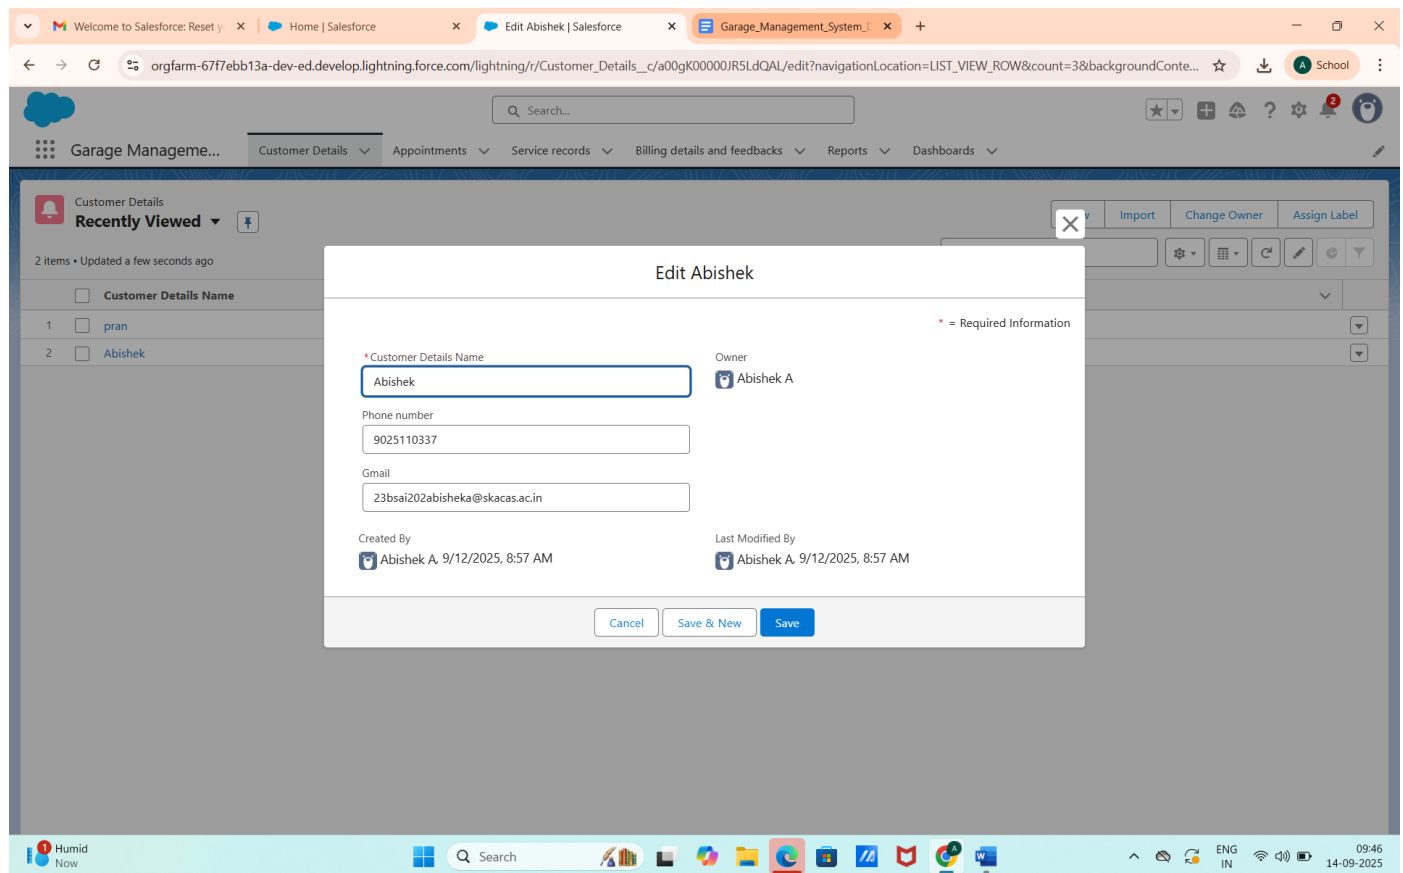 Welcome to Salesforce: Reset y
Home | Salesforce
Edit Abishek | Salesforce
Garage_Management_System_
orgfarm-67f7ebb13a-dev-ed.develop.lightning.force.com/lightning/r/Customer_Details__c/a00gK00000JR5LdQAL/edit?navigationLocation=LIST_VIEW_ROW&count=3&backgroundConte...
A School
Search...
2
Garage Manageme...
Customer Details
Appointments
Service records
Billing details and feedbacks
Reports
Dashboards
Customer Details
Recently Viewed
Import
Change Owner
Assign Label
2 items • Updated a few seconds ago
Customer Details Name
1 pran
2 Abishek
Edit Abishek
* = Required Information
*Customer Details Name
Abishek
Owner
Abishek A
Phone number
9025110337
Gmail
23bsai202abisheka@skacas.ac.in
Created By
Abishek A, 9/12/2025, 8:57 AM
Last Modified By
Abishek A, 9/12/2025, 8:57 AM
Cancel
Save & New
Save
1
Humid
Now
Search
A
ENG
IN
09:46
14-09-2025